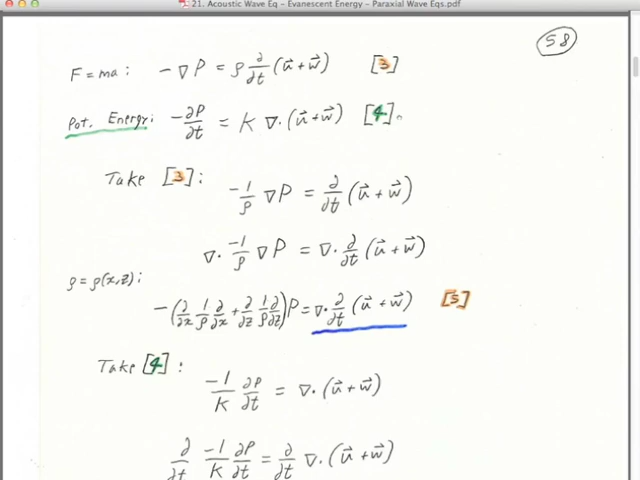 21. Acoustic Wave Eq - Evanescent Energy - Paraxial Wave Eqs.pdf
58
F = ma: −∇P = ρ ∂/∂t (u⃗ + w⃗) [3]
Pot. Energy: −∂P/∂t = K ∇· (u⃗ + w⃗) [4].
Take [3]:
−1/ρ ∇P = ∂/∂t (u⃗ + w⃗)
∇· −1/ρ ∇P = ∇· ∂/∂t (u⃗ + w⃗)
ρ = ρ(x,z):
−(∂/∂x 1/ρ ∂/∂x + ∂/∂z 1/ρ ∂/∂z) P = ∇· ∂/∂t (u⃗ + w⃗) [5]
Take [4]:
−1/K ∂P/∂t = ∇· (u⃗ + w⃗)
∂/∂t −1/K ∂P/∂t = ∂/∂t ∇· (u⃗ + w⃗)